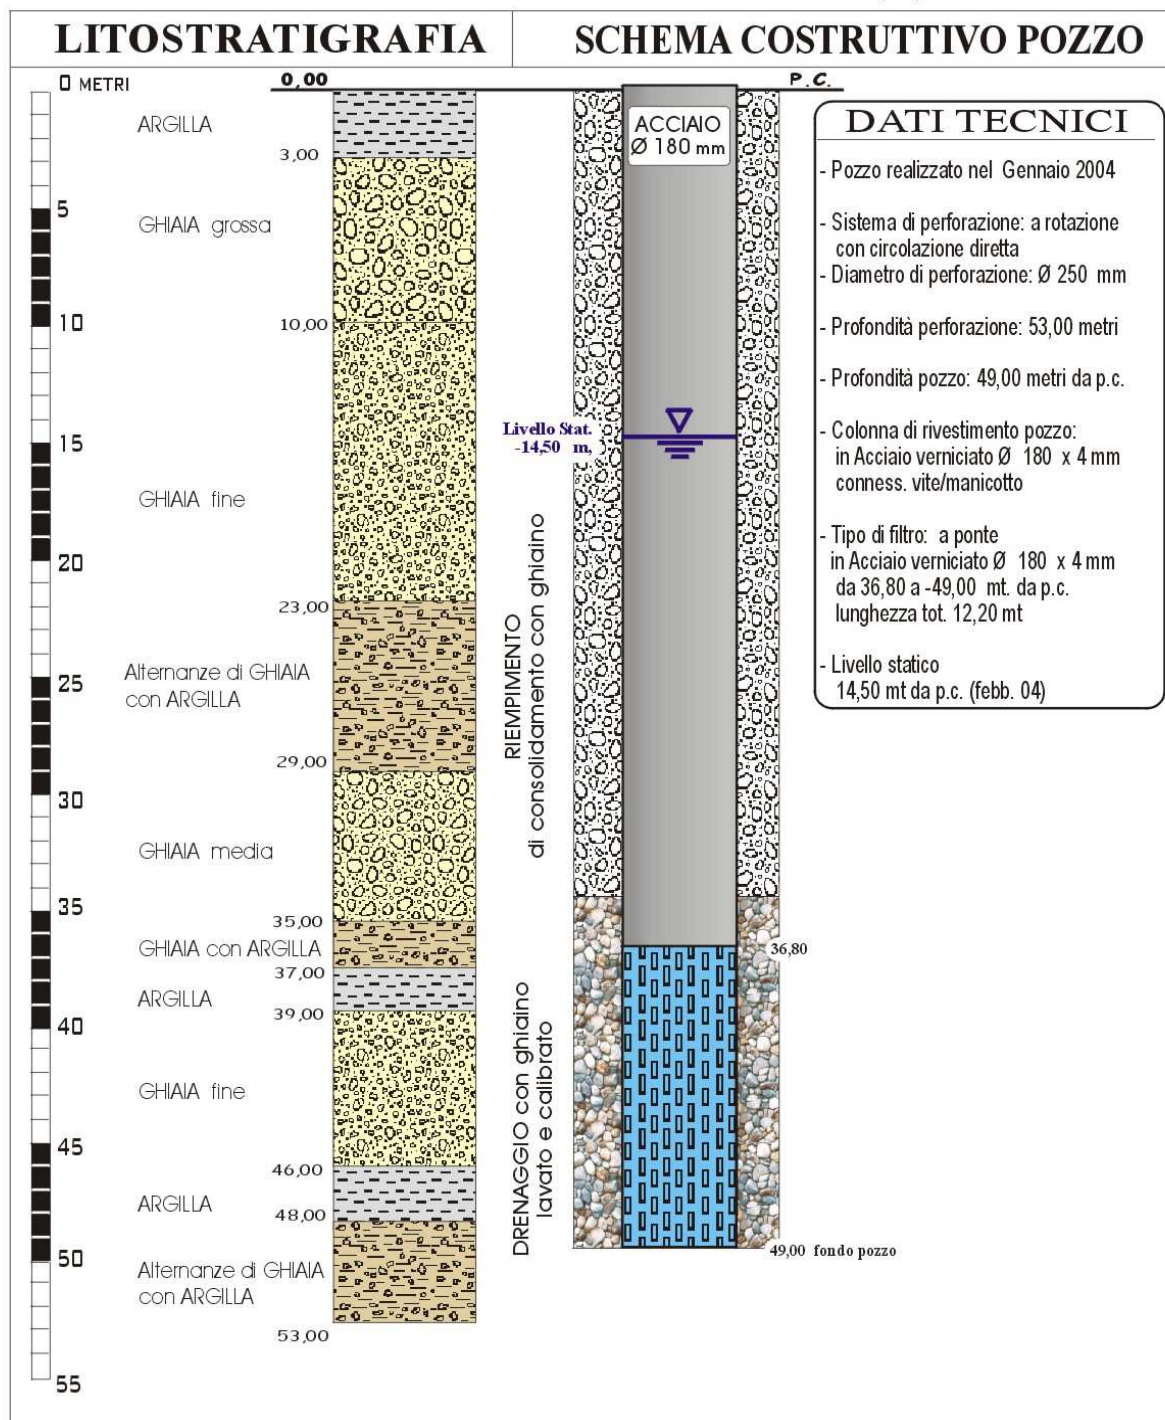 LITOSTRATIGRAFIA
SCHEMA COSTRUTTIVO POZZO
0 METRI
0,00
P.C.
ARGILLA
3,00
5
GHIAIA grossa
10
10,00
15
GHIAIA fine
20
23,00
Alternanze di GHIAIA
con ARGILLA
25
29,00
30
GHIAIA media
35
35,00
GHIAIA con ARGILLA
37,00
ARGILLA
39,00
40
GHIAIA fine
45
46,00
ARGILLA
48,00
50
Alternanze di GHIAIA
con ARGILLA
53,00
55
ACCIAIO
Ø 180 mm
Livello Stat.
-14,50 m,
RIEMPIMENTO
di consolidamento con ghiaino
DRENAGGIO con ghiaino
lavato e calibrato
36,80
49,00 fondo pozzo
DATI TECNICI
- Pozzo realizzato nel Gennaio 2004
- Sistema di perforazione: a rotazione
con circolazione diretta
- Diametro di perforazione: Ø 250 mm
- Profondità perforazione: 53,00 metri
- Profondità pozzo: 49,00 metri da p.c.
- Colonna di rivestimento pozzo:
in Acciaio verniciato Ø 180 x 4 mm
conness. vite/manicotto
- Tipo di filtro: a ponte
in Acciaio verniciato Ø 180 x 4 mm
da 36,80 a -49,00 mt. da p.c.
lunghezza tot. 12,20 mt
- Livello statico
14,50 mt da p.c. (febb. 04)